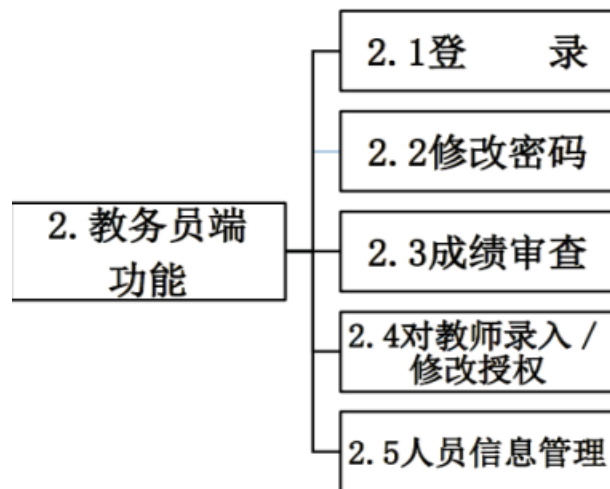 2.1登 录
2.2修改密码
2.教务员端
功能
2.3成绩审查
2.4对教师录入/
修改授权
2.5人员信息管理